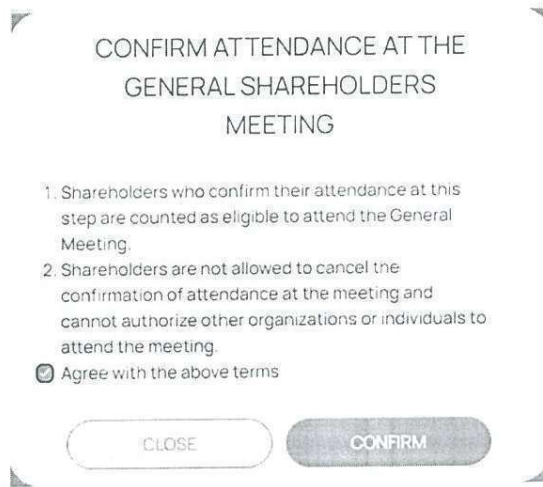 CONFIRM ATTENDANCE AT THE
GENERAL SHAREHOLDERS
MEETING
1. Shareholders who confirm their attendance at this
step are counted as eligible to attend the General
Meeting.
2. Shareholders are not allowed to cancel the
confirmation of attendance at the meeting and
cannot authorize other organizations or individuals to
attend the meeting.
Agree with the above terms
CLOSE
CONFIRM